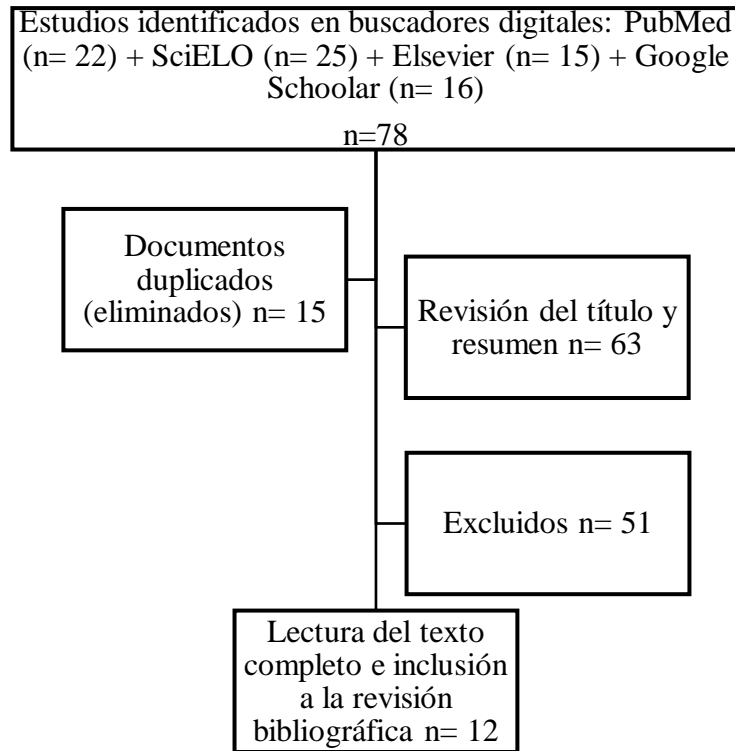 Estudios identificados en buscadores digitales: PubMed
(n= 22) + SciELO (n= 25) + Elsevier (n= 15) + Google
Schoolar (n= 16)
n=78
Documentos
duplicados
(eliminados) n= 15
Revisión del título y
resumen n= 63
Excluidos n= 51
Lectura del texto
completo e inclusión
a la revisión
bibliográfica n= 12